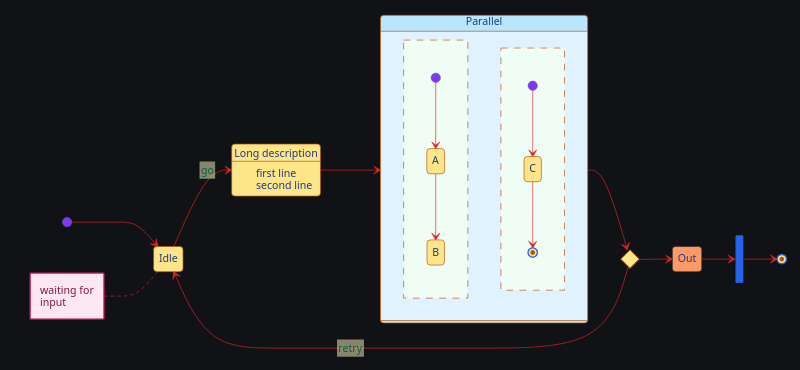 Parallel
A
B
C
go
Long description
first line
second line
Idle
waiting for
input
Out
retry